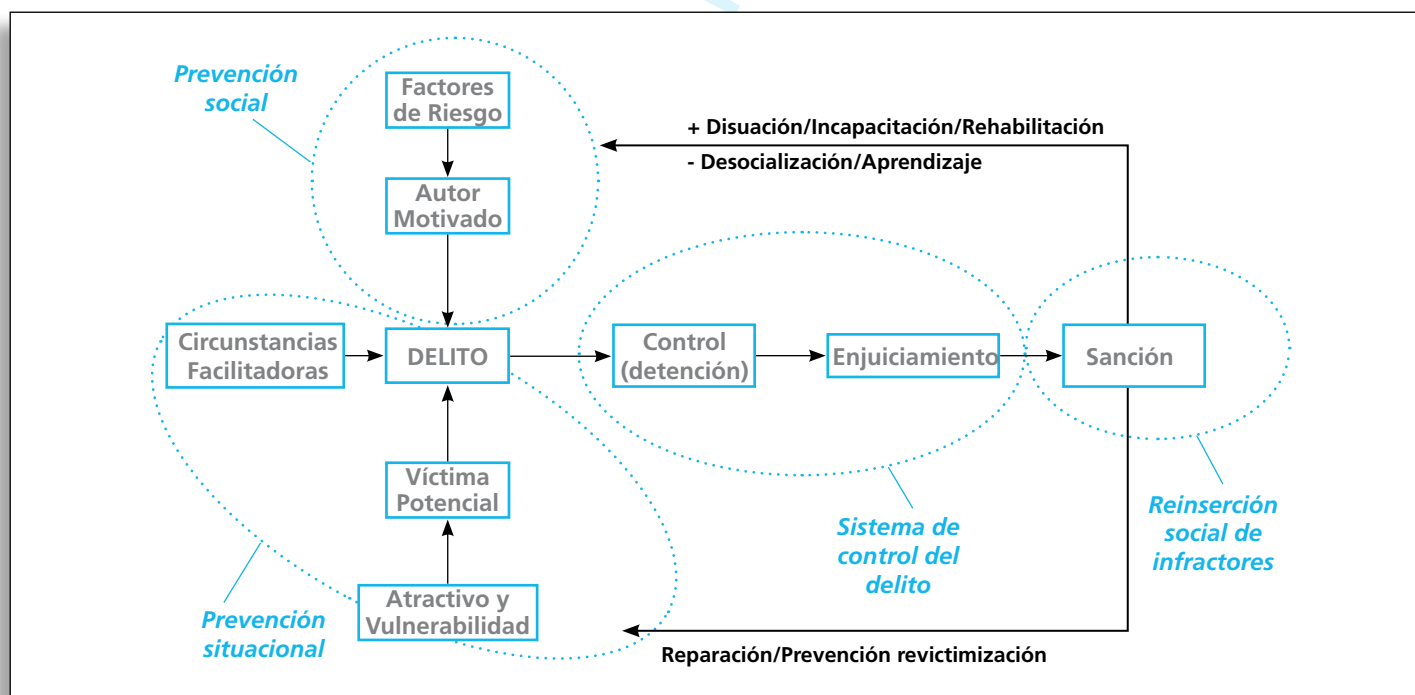 Prevención
social
Factores
de Riesgo
+ Disuación/Incapacitación/Rehabilitación
- Desocialización/Aprendizaje
Autor
Motivado
Circunstancias
Facilitadoras
DELITO
Control
(detención)
Enjuiciamiento
Sanción
Víctima
Potencial
Sistema de
control del
delito
Reinserción
social de
infractores
Atractivo y
Vulnerabilidad
Prevención
situacional
Reparación/Prevención revictimización